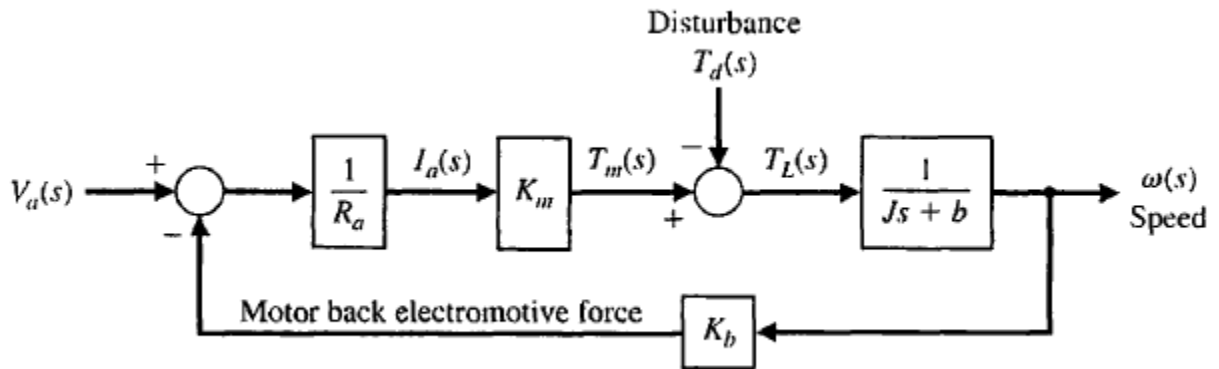 Disturbance
T_d(s)
+
V_a(s)
−
1
R_a
I_a(s)
K_m
T_m(s)
−
+
T_L(s)
1
Js + b
ω(s)
Speed
Motor back electromotive force
K_b